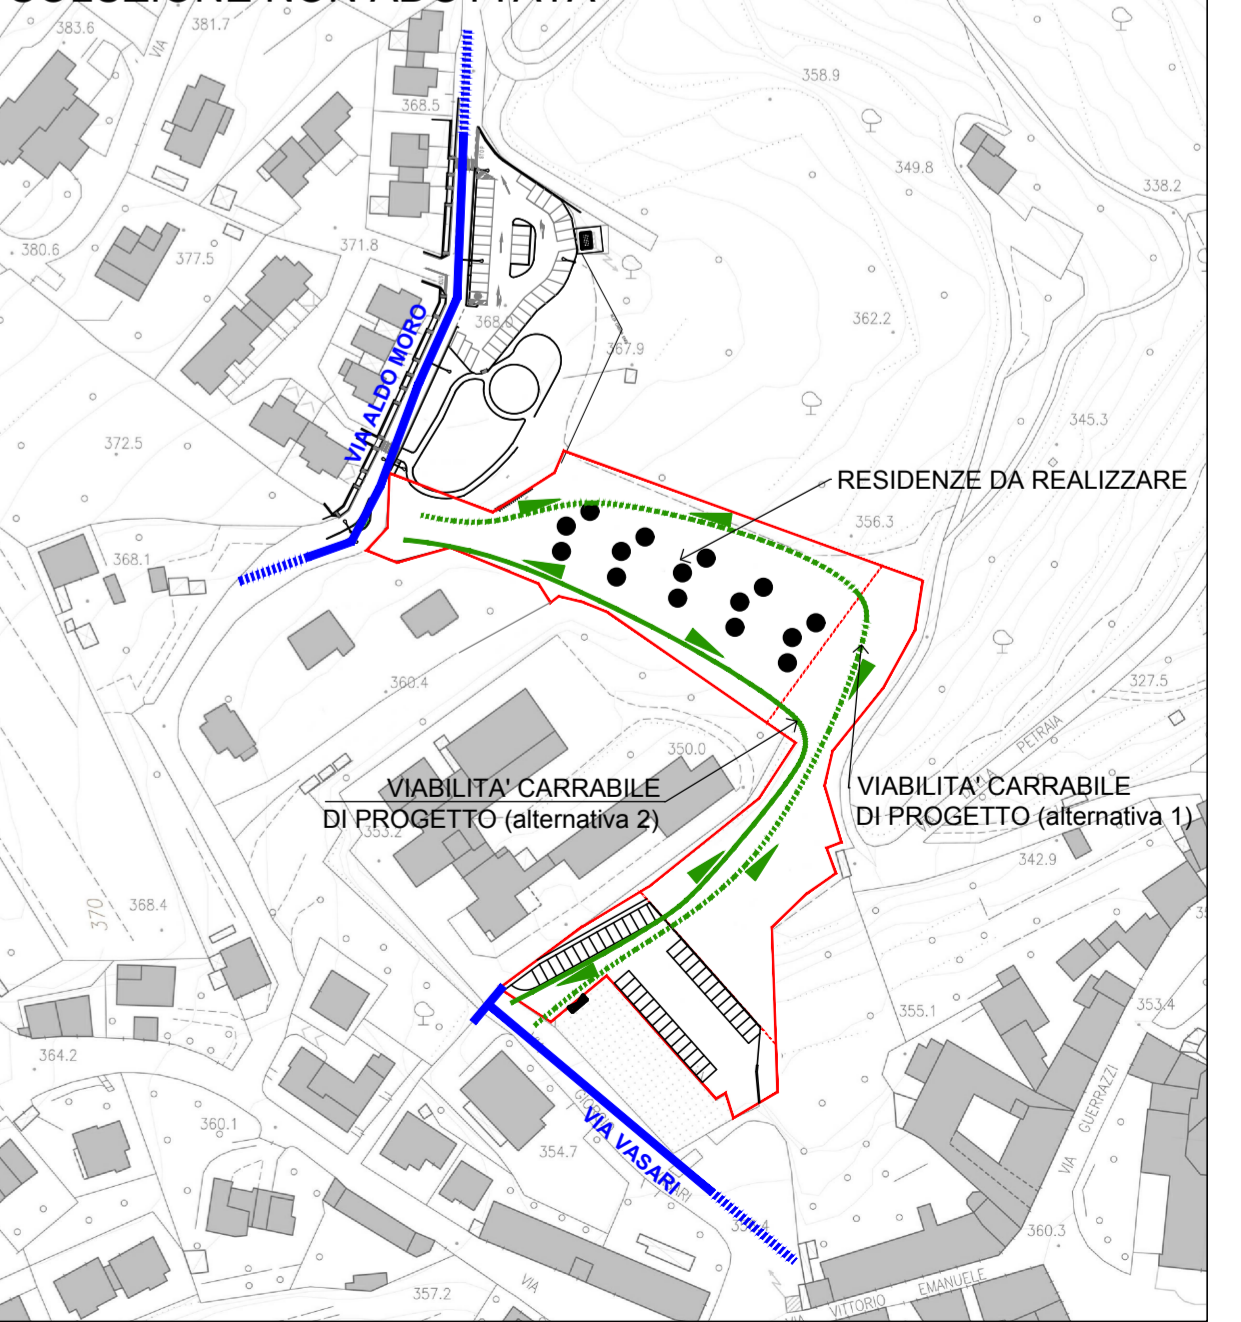 383.6
381.7
VIA
358.9
368.5
349.8
338.2
380.6
377.5
371.8
368.0
362.2
367.9
VIA ALDO MORO
345.3
372.5
RESIDENZE DA REALIZZARE
356.3
368.1
360.4
327.5
PETRAIA
350.0
VIABILITA' CARRABILE
DI PROGETTO (alternativa 2)
VIABILITA' CARRABILE
DI PROGETTO (alternativa 1)
353.2
342.9
370
368.4
355.1
353.4
364.2
360.1
VIA VASARI
354.7
VIA GUERRAZZI
360.3
357.2
VIA
VITTORIO EMANUELE
VIA